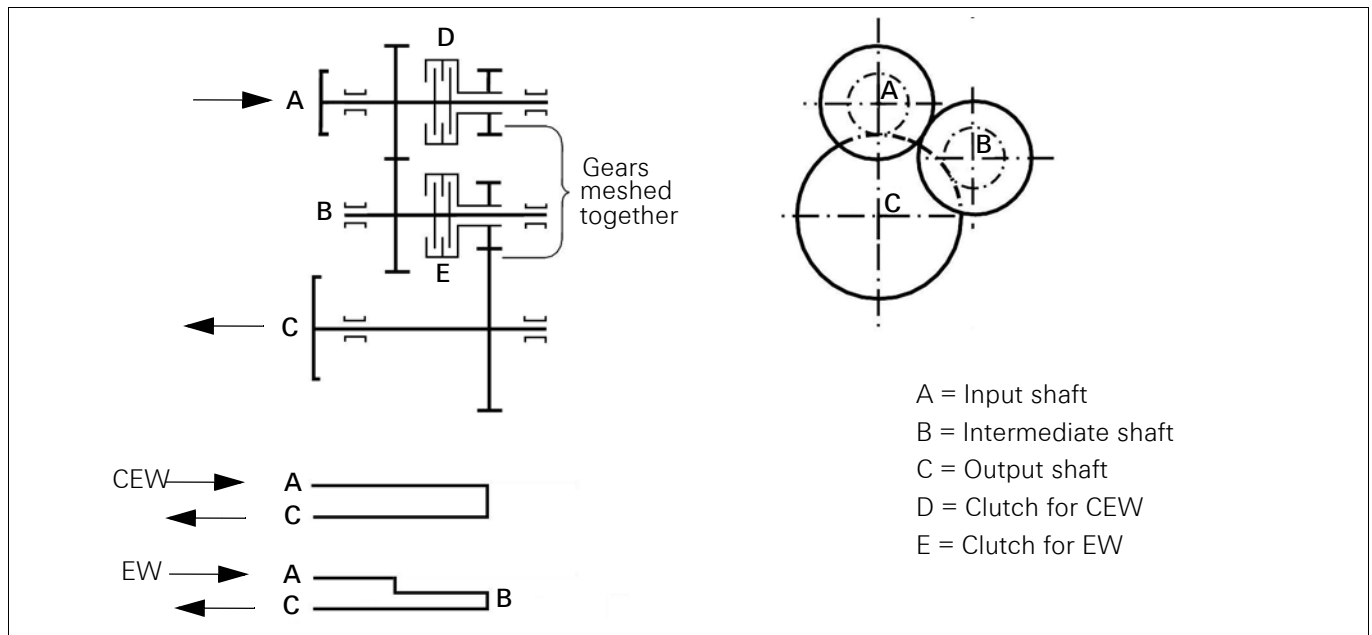 D
A
Gears
meshed
together
B
E
C
A
B
C
A = Input shaft
B = Intermediate shaft
C = Output shaft
D = Clutch for CEW
E = Clutch for EW
CEW
A
C
EW
A
C
B